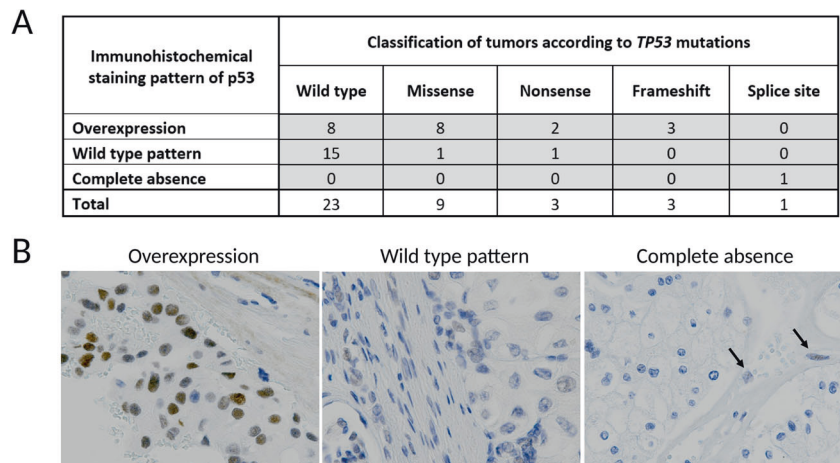 A
Immunohistochemical staining pattern of p53
Classification of tumors according to TP53 mutations
Wild type Missense Nonsense Frameshift Splice site
Overexpression 8 8 2 3 0
Wild type pattern 15 1 1 0 0
Complete absence 0 0 0 0 1
Total 23 9 3 3 1
B
Overexpression Wild type pattern Complete absence